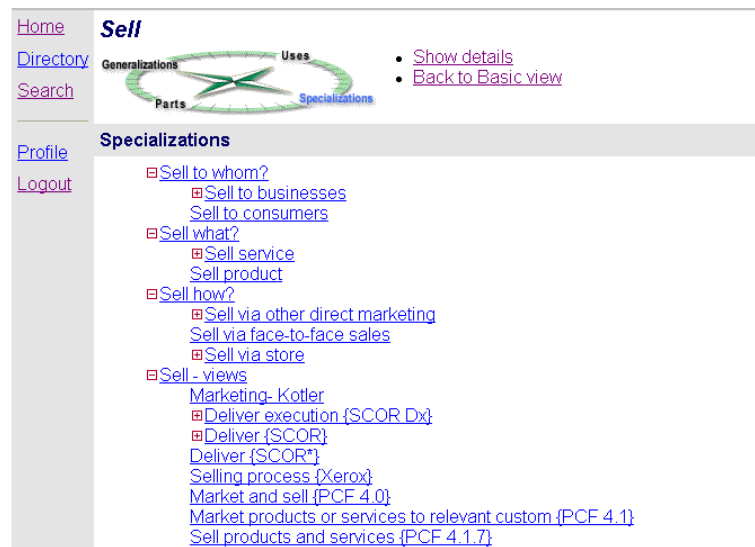 Home
Directory
Search
Profile
Logout
Sell
Generalizations
Uses
Parts
Specializations
Show details
Back to Basic view
Specializations
Sell to whom?
Sell to businesses
Sell to consumers
Sell what?
Sell service
Sell product
Sell how?
Sell via other direct marketing
Sell via face-to-face sales
Sell via store
Sell - views
Marketing- Kotler
Deliver execution {SCOR Dx}
Deliver {SCOR}
Deliver {SCOR*}
Selling process {Xerox}
Market and sell {PCF 4.0}
Market products or services to relevant custom {PCF 4.1}
Sell products and services {PCF 4.1.7}